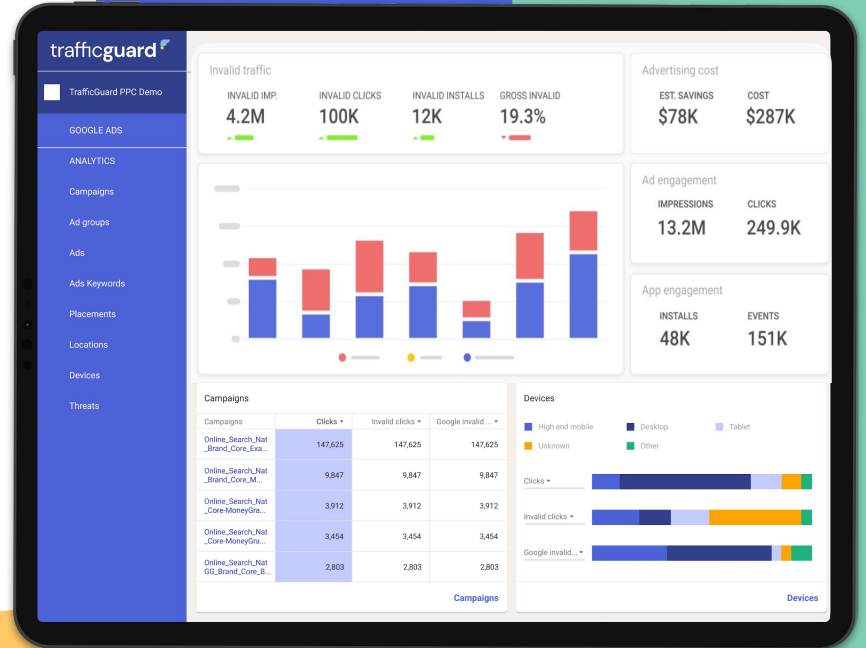 trafficguard
TrafficGuard PPC Demo
GOOGLE ADS
ANALYTICS
Campaigns
Ad groups
Ads
Ads Keywords
Placements
Locations
Devices
Threats
Invalid traffic
INVALID IMP.
INVALID CLICKS
INVALID INSTALLS
GROSS INVALID
4.2M
100K
12K
19.3%
Advertising cost
EST. SAVINGS
COST
$78K
$287K
Ad engagement
IMPRESSIONS
CLICKS
13.2M
249.9K
App engagement
INSTALLS
EVENTS
48K
151K
Campaigns
Campaigns Clicks Invalid clicks Google invalid ...
Online_Search_Nat
_Brand_Core_Exa...
147,625 147,625 147,625
Online_Search_Nat
_Brand_Core_M...
9,847 9,847 9,847
Online_Search_Nat
_Core-MoneyGra...
3,912 3,912 3,912
Online_Search_Nat
_Core-MoneyGra...
3,454 3,454 3,454
Online_Search_Nat
GG_Brand_Core_B...
2,803 2,803 2,803
Campaigns
Devices
High end mobile
Desktop
Tablet
Unknown
Other
Clicks
Invalid clicks
Google invalid...
Devices